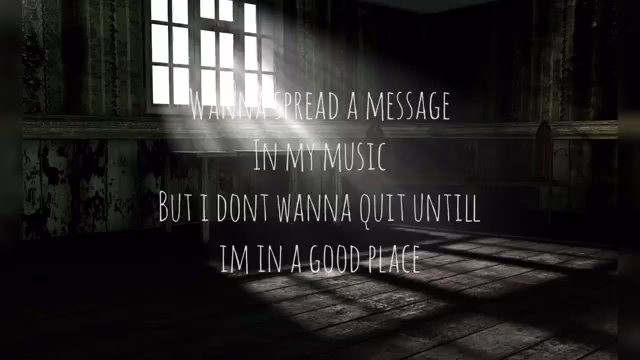 Wanna spread a message
In my music
But i dont wanna quit untill
im in a good place